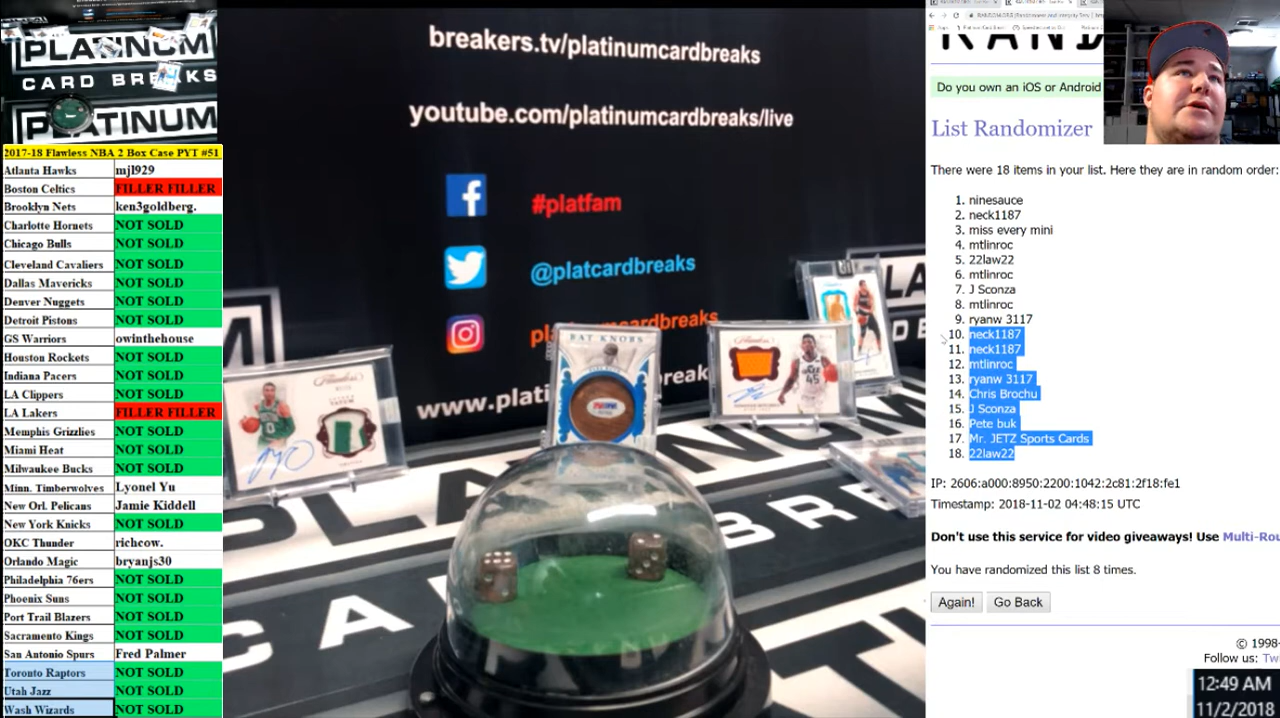 PLATINUM
CARD BREAKS
PLATINUM
2017-18 Flawless NBA 2 Box Case PYT #51
Atlanta Hawks mjl929
Boston Celtics FILLER FILLER
Brooklyn Nets ken3goldberg.
Charlotte Hornets NOT SOLD
Chicago Bulls NOT SOLD
Cleveland Cavaliers NOT SOLD
Dallas Mavericks NOT SOLD
Denver Nuggets NOT SOLD
Detroit Pistons NOT SOLD
GS Warriors owinthehouse
Houston Rockets NOT SOLD
Indiana Pacers NOT SOLD
LA Clippers NOT SOLD
LA Lakers FILLER FILLER
Memphis Grizzlies NOT SOLD
Miami Heat NOT SOLD
Milwaukee Bucks NOT SOLD
Minn. Timberwolves Lyonel Yu
New Orl. Pelicans Jamie Kiddell
New York Knicks NOT SOLD
OKC Thunder richcow.
Orlando Magic bryanjs30
Philadelphia 76ers NOT SOLD
Phoenix Suns NOT SOLD
Port Trail Blazers NOT SOLD
Sacramento Kings NOT SOLD
San Antonio Spurs Fred Palmer
Toronto Raptors NOT SOLD
Utah Jazz NOT SOLD
Wash Wizards NOT SOLD
breakers.tv/platinumcardbreaks
youtube.com/platinumcardbreaks/live
#platfam
@platcardbreaks
BAT KNOBS
Do you own an iOS or Android
List Randomizer
There were 18 items in your list. Here they are in random order:
1. ninesauce
2. neck1187
3. miss every mini
4. mtlinroc
5. 22law22
6. mtlinroc
7. J Sconza
8. mtlinroc
9. ryanw 3117
10. neck1187
11. neck1187
12. mtlinroc
13. ryanw 3117
14. Chris Brochu
15. J Sconza
16. Pete buk
17. Mr. JETZ Sports Cards
18. 22law22
IP: 2606:a000:8950:2200:1042:2c81:2f18:fe1
Timestamp: 2018-11-02 04:48:15 UTC
Don't use this service for video giveaways! Use Multi-Rou
You have randomized this list 8 times.
Again! Go Back
© 1998-
Follow us: Tw
12:49 AM
11/2/2018